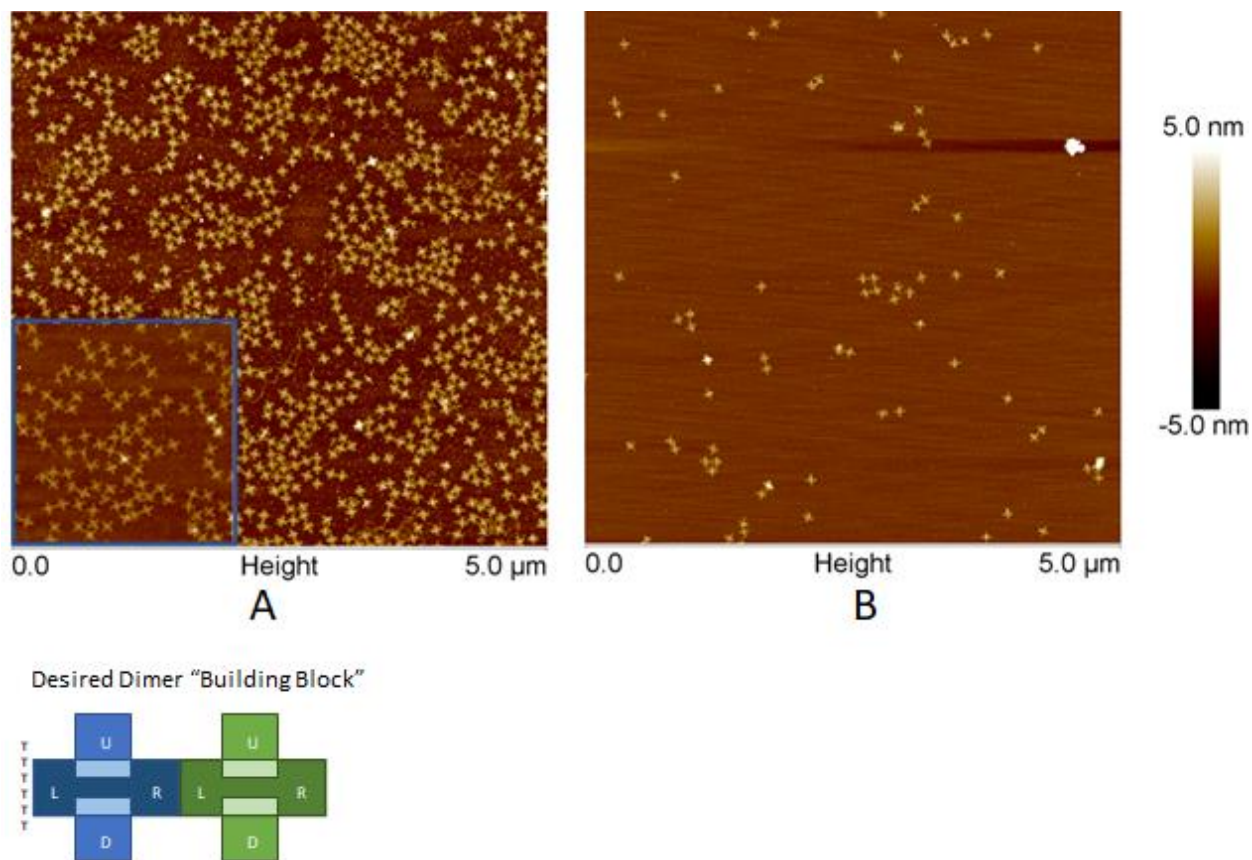 5.0 nm
-5.0 nm
0.0 Height 5.0 µm
A
0.0 Height 5.0 µm
B
Desired Dimer “Building Block”
U U
T
T
T
T
T
T
L R L R
D D